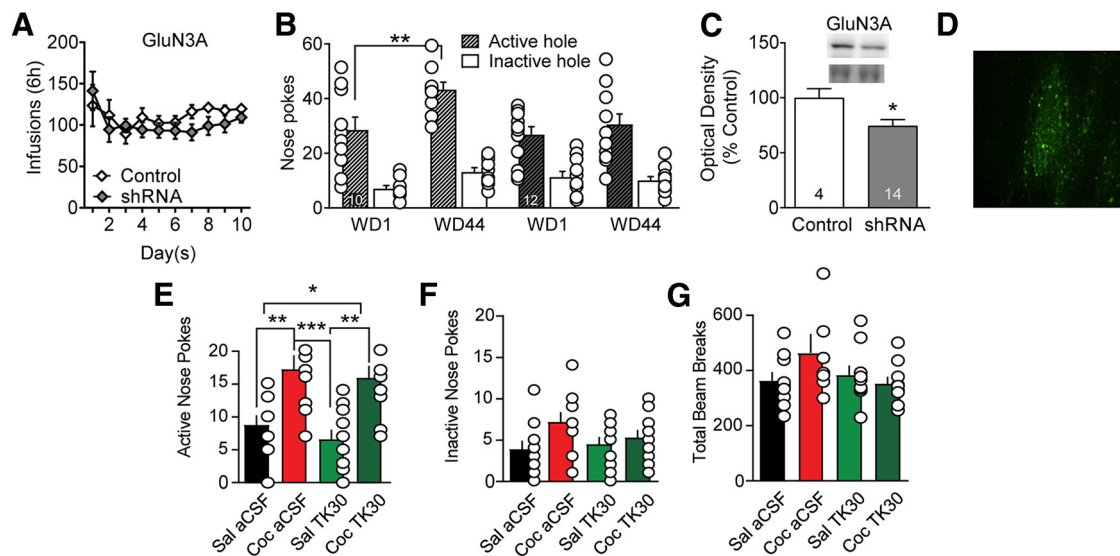 A
GluN3A
Infusions (6h)
200
150
100
50
0
Control
shRNA
2 4 6 8 10
Day(s)
B
**
Active hole
Inactive hole
Nose pokes
60
40
20
0
10
12
WD1 WD44 WD1 WD44
C
GluN3A
Optical Density
(% Control)
150
100
50
0
*
4
14
Control shRNA
D
E
*
** *** **
Active Nose Pokes
20
15
10
5
0
Sal aCSF
Coc aCSF
Sal TK30
Coc TK30
F
Inactive Nose Pokes
20
15
10
5
0
Sal aCSF
Coc aCSF
Sal TK30
Coc TK30
G
Total Beam Breaks
600
400
200
0
Sal aCSF
Coc aCSF
Sal TK30
Coc TK30